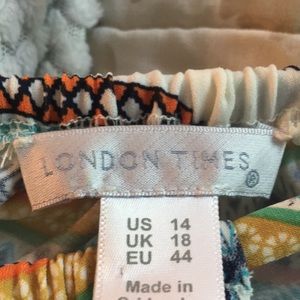 LONDON TIMES ®
US 14
UK 18
EU 44
Made in